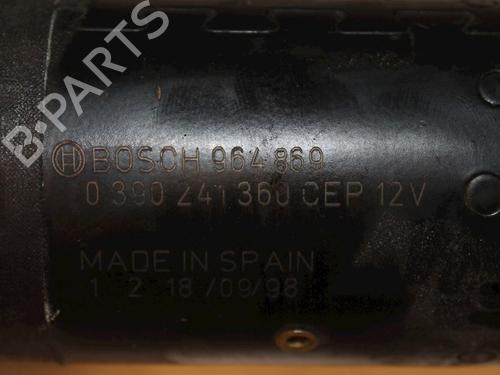 B-PARTS
BOSCH 964 869
0 390 241 360 CEP 12V
MADE IN SPAIN
1 2 18/09/98